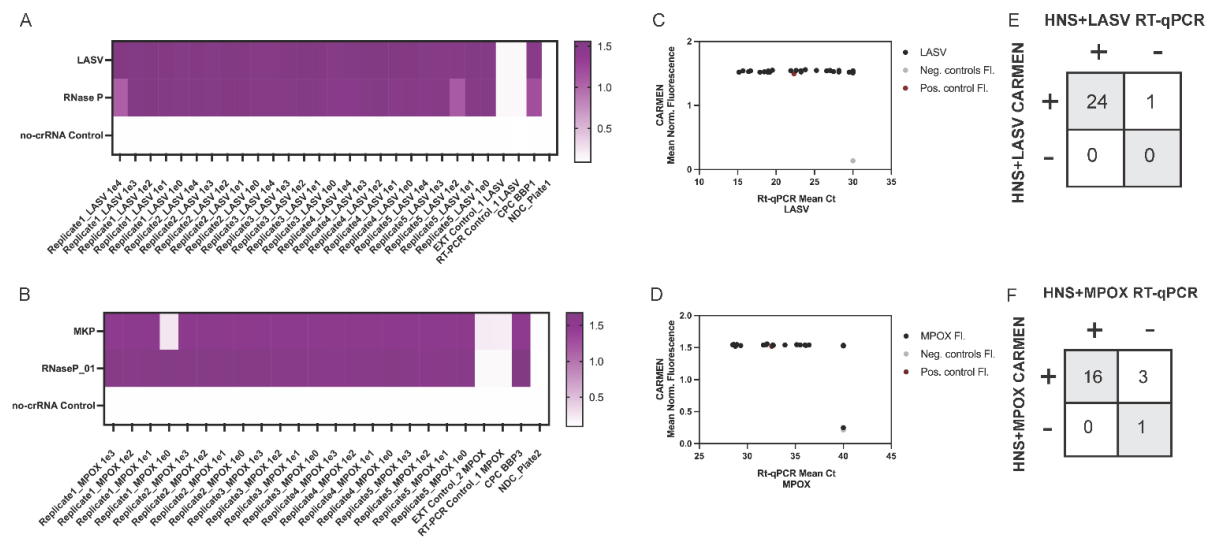 A
LASV
RNase P
no-crRNA Control
1.5
1.0
0.5
Replicate1_LASV 1e4
Replicate1_LASV 1e3
Replicate1_LASV 1e2
Replicate1_LASV 1e1
Replicate1_LASV 1e0
Replicate2_LASV 1e4
Replicate2_LASV 1e3
Replicate2_LASV 1e2
Replicate2_LASV 1e1
Replicate2_LASV 1e0
Replicate3_LASV 1e4
Replicate3_LASV 1e3
Replicate3_LASV 1e2
Replicate3_LASV 1e1
Replicate3_LASV 1e0
Replicate4_LASV 1e4
Replicate4_LASV 1e3
Replicate4_LASV 1e2
Replicate4_LASV 1e1
Replicate4_LASV 1e0
Replicate5_LASV 1e4
Replicate5_LASV 1e3
Replicate5_LASV 1e2
Replicate5_LASV 1e1
Replicate5_LASV 1e0
EXT Control_1 LASV
RT-PCR Control_1 LASV
CPC BBP1
NDC_Plate1
B
MKP
RNaseP_01
no-crRNA Control
1.5
1.0
0.5
Replicate1_MPOX 1e3
Replicate1_MPOX 1e2
Replicate1_MPOX 1e1
Replicate1_MPOX 1e0
Replicate2_MPOX 1e3
Replicate2_MPOX 1e2
Replicate2_MPOX 1e1
Replicate2_MPOX 1e0
Replicate3_MPOX 1e3
Replicate3_MPOX 1e2
Replicate3_MPOX 1e1
Replicate3_MPOX 1e0
Replicate4_MPOX 1e3
Replicate4_MPOX 1e2
Replicate4_MPOX 1e1
Replicate4_MPOX 1e0
Replicate5_MPOX 1e3
Replicate5_MPOX 1e2
Replicate5_MPOX 1e1
Replicate5_MPOX 1e0
EXT Control_2 MPOX
RT-PCR Control_1 MPOX
CPC BBP3
NDC_Plate2
C
CARMEN
Mean Norm. Fluorescence
2
1
0
10
15
20
25
30
35
Rt-qPCR Mean Ct
LASV
LASV
Neg. controls Fl.
Pos. control Fl.
D
CARMEN
Mean Norm. Fluorescence
2.0
1.5
1.0
0.5
0.0
25
30
35
40
45
Rt-qPCR Mean Ct
MPOX
MPOX Fl.
Neg. controls Fl.
Pos. control Fl.
E
HNS+LASV RT-qPCR
+ -
HNS+LASV CARMEN
+ 24 1
- 0 0
F
HNS+MPOX RT-qPCR
+ -
HNS+MPOX CARMEN
+ 16 3
- 0 1